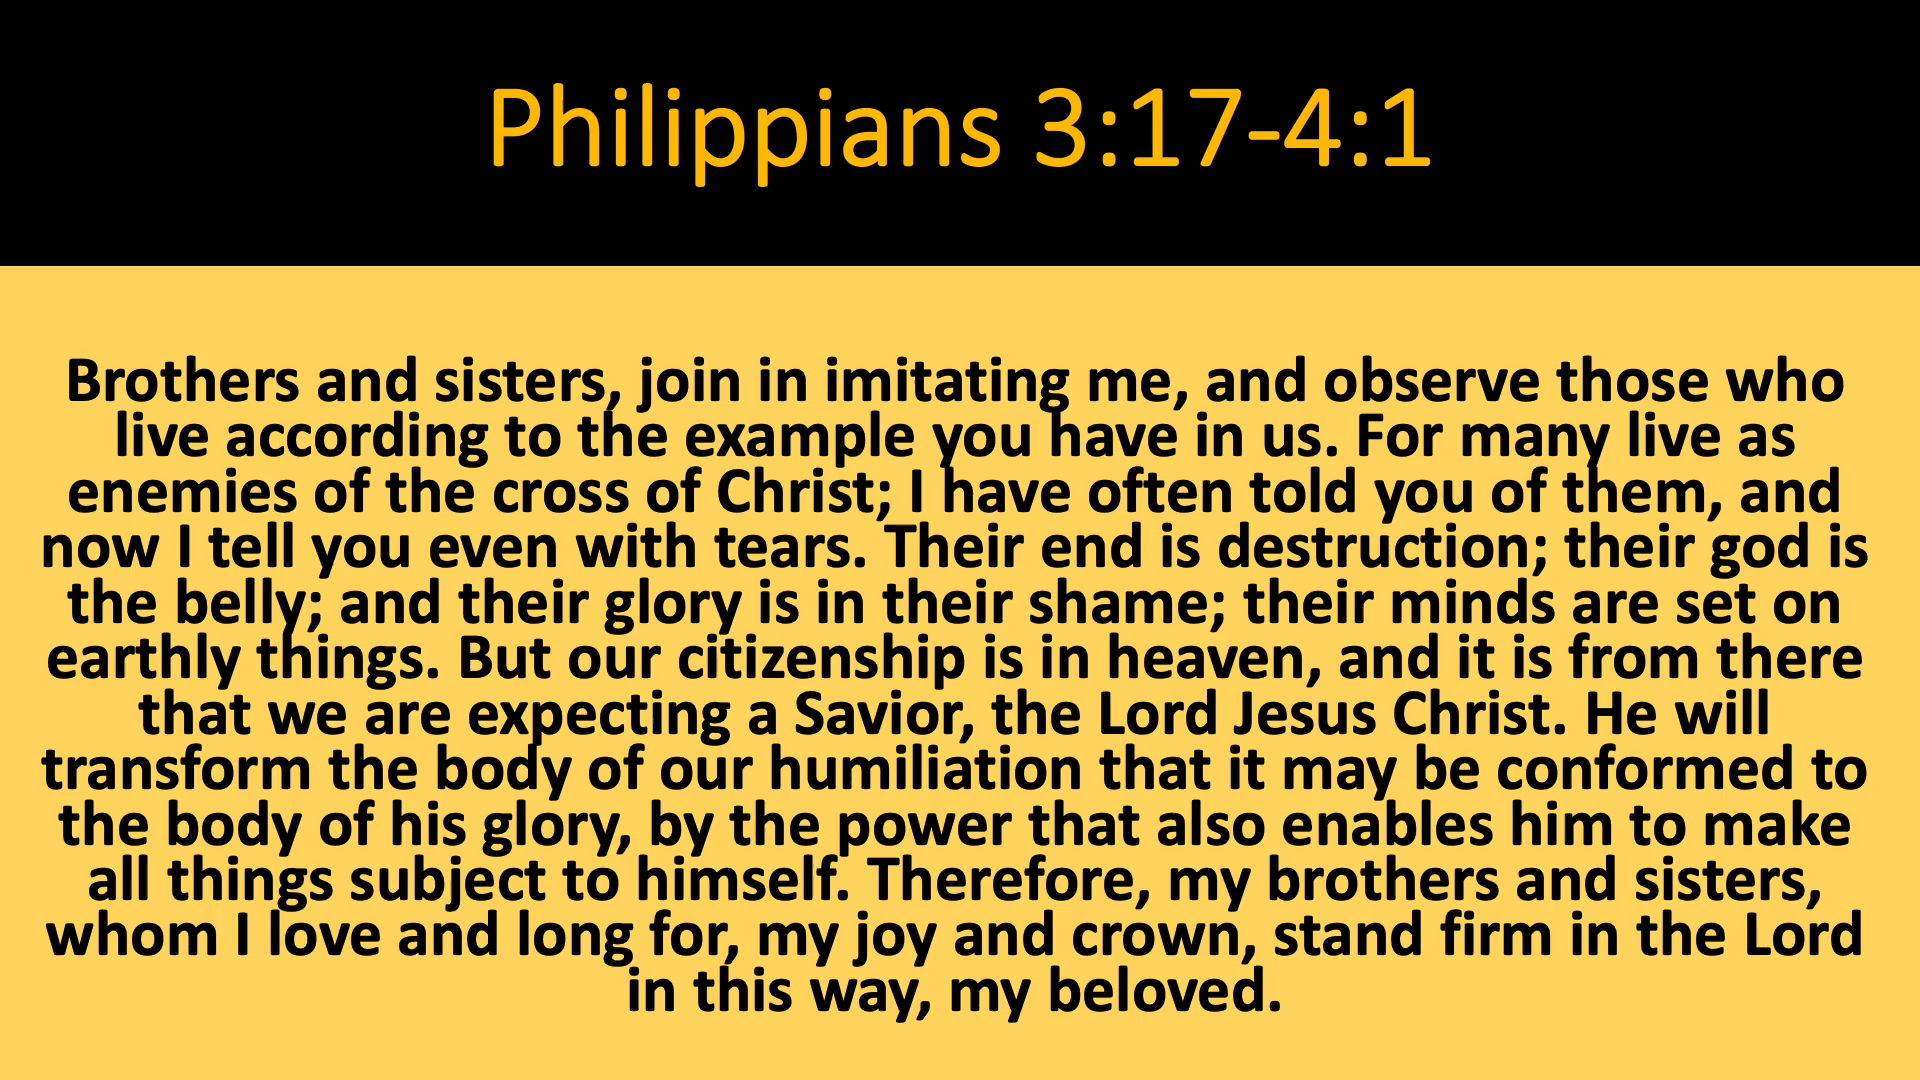 Philippians 3:17-4:1
Brothers and sisters, join in imitating me, and observe those who
live according to the example you have in us. For many live as
enemies of the cross of Christ; I have often told you of them, and
now I tell you even with tears. Their end is destruction; their god is
the belly; and their glory is in their shame; their minds are set on
earthly things. But our citizenship is in heaven, and it is from there
that we are expecting a Savior, the Lord Jesus Christ. He will
transform the body of our humiliation that it may be conformed to
the body of his glory, by the power that also enables him to make
all things subject to himself. Therefore, my brothers and sisters,
whom I love and long for, my joy and crown, stand firm in the Lord
in this way, my beloved.